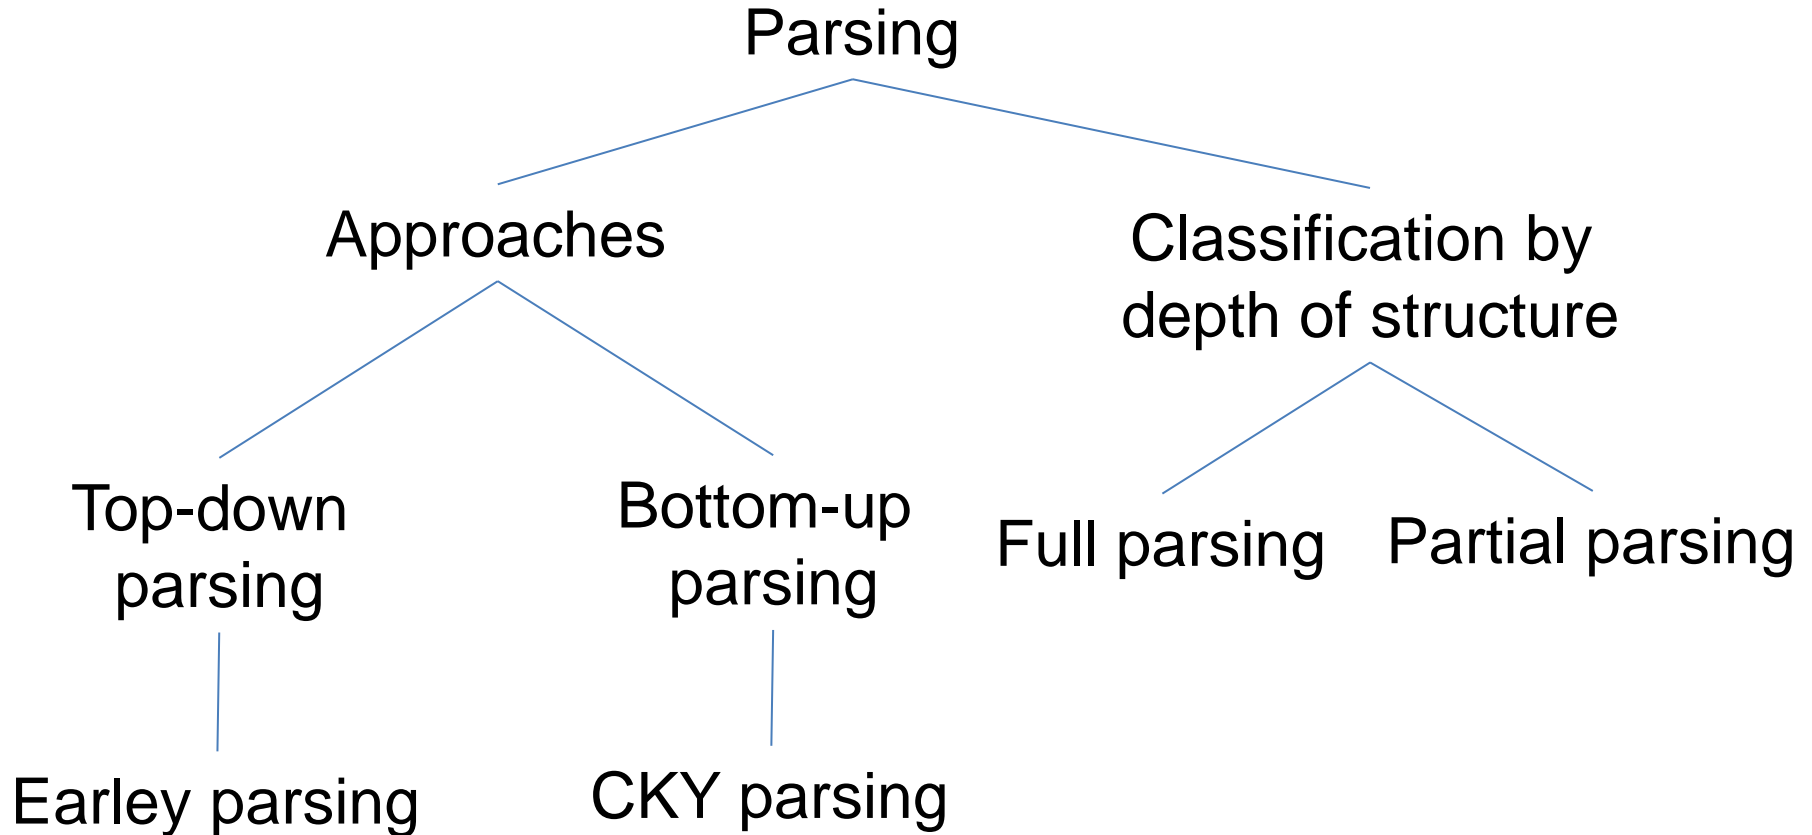 Parsing
Approaches
Classification by
depth of structure
Top-down
parsing
Bottom-up
parsing
Full parsing
Partial parsing
Earley parsing
CKY parsing